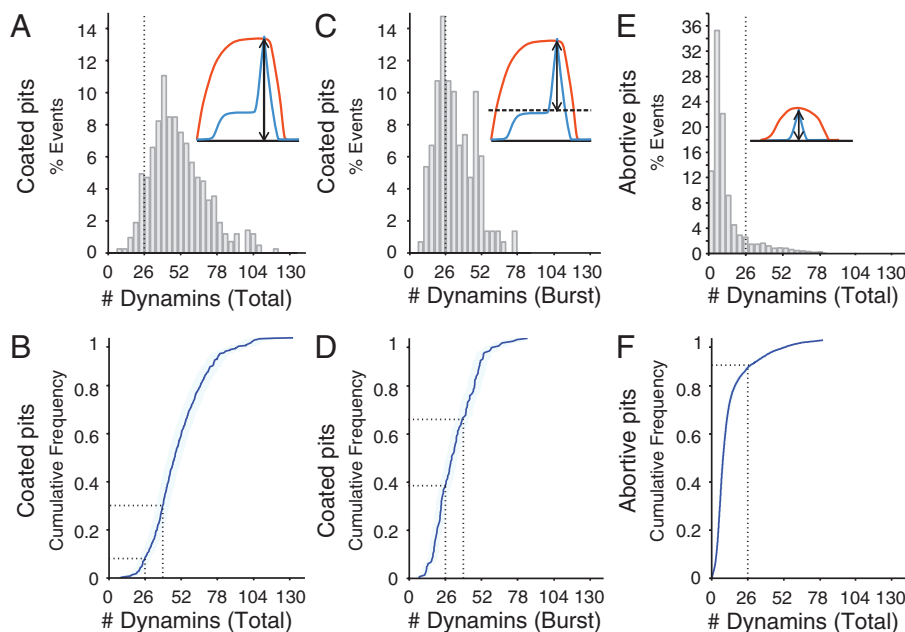 A
Coated pits
% Events
14
12
10
8
6
4
2
0
0 26 52 78 104 130
# Dynamins (Total)
C
Coated pits
% Events
14
12
10
8
6
4
2
0
0 26 52 78 104 130
# Dynamins (Burst)
E
Abortive pits
% Events
38
36
32
28
24
20
16
12
8
4
0
0 26 52 78 104 130
# Dynamins (Total)
B
Coated pits
Cumulative Frequency
1
0.8
0.6
0.4
0.2
0
0 26 52 78 104 130
# Dynamins (Total)
D
Coated pits
Cumulative Frequency
1
0.8
0.6
0.4
0.2
0
0 26 52 78 104 130
# Dynamins (Burst)
F
Abortive pits
Cumulative Frequency
1
0.8
0.6
0.4
0.2
0
0 26 52 78 104 130
# Dynamins (Total)